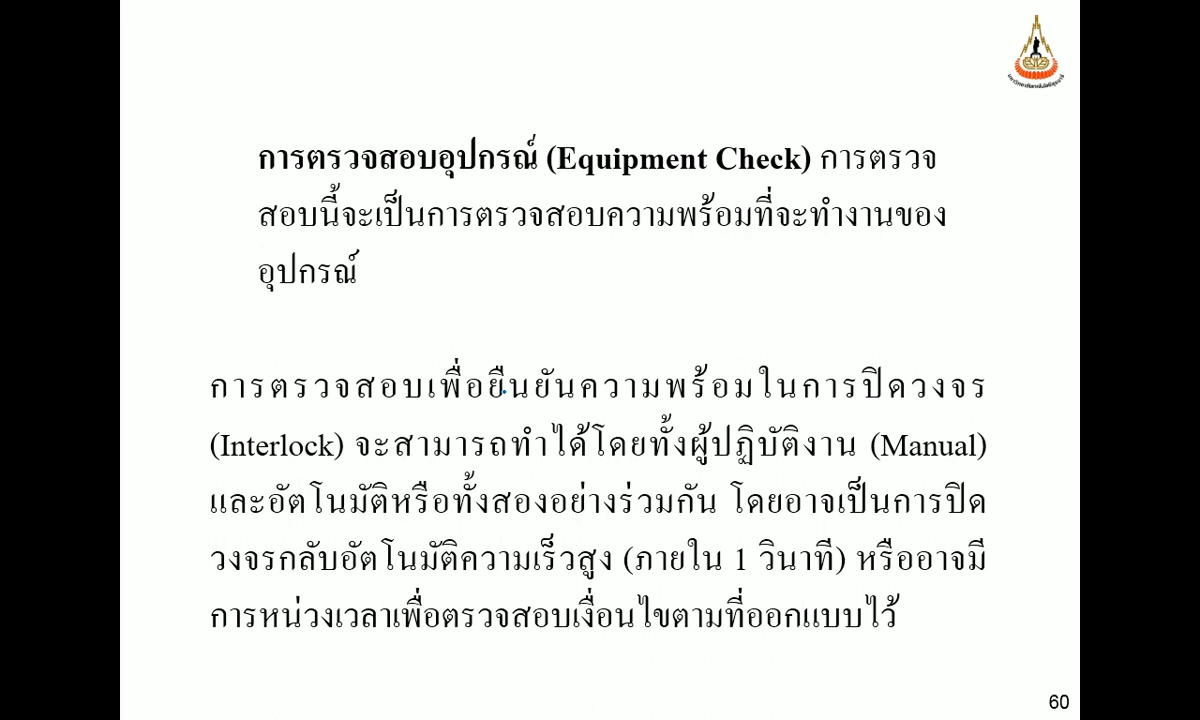 การตรวจสอบอุปกรณ์ (Equipment Check) การตรวจ
สอบนี้จะเป็นการตรวจสอบความพร้อมที่จะทำงานของ
อุปกรณ์
การตรวจสอบเพื่อยืนยันความพร้อมในการปิดวงจร
(Interlock) จะสามารถทำได้โดยทั้งผู้ปฏิบัติงาน (Manual)
และอัตโนมัติหรือทั้งสองอย่างร่วมกัน โดยอาจเป็นการปิด
วงจรกลับอัตโนมัติความเร็วสูง (ภายใน 1 วินาที) หรืออาจมี
การหน่วงเวลาเพื่อตรวจสอบเงื่อนไขตามที่ออกแบบไว้
60